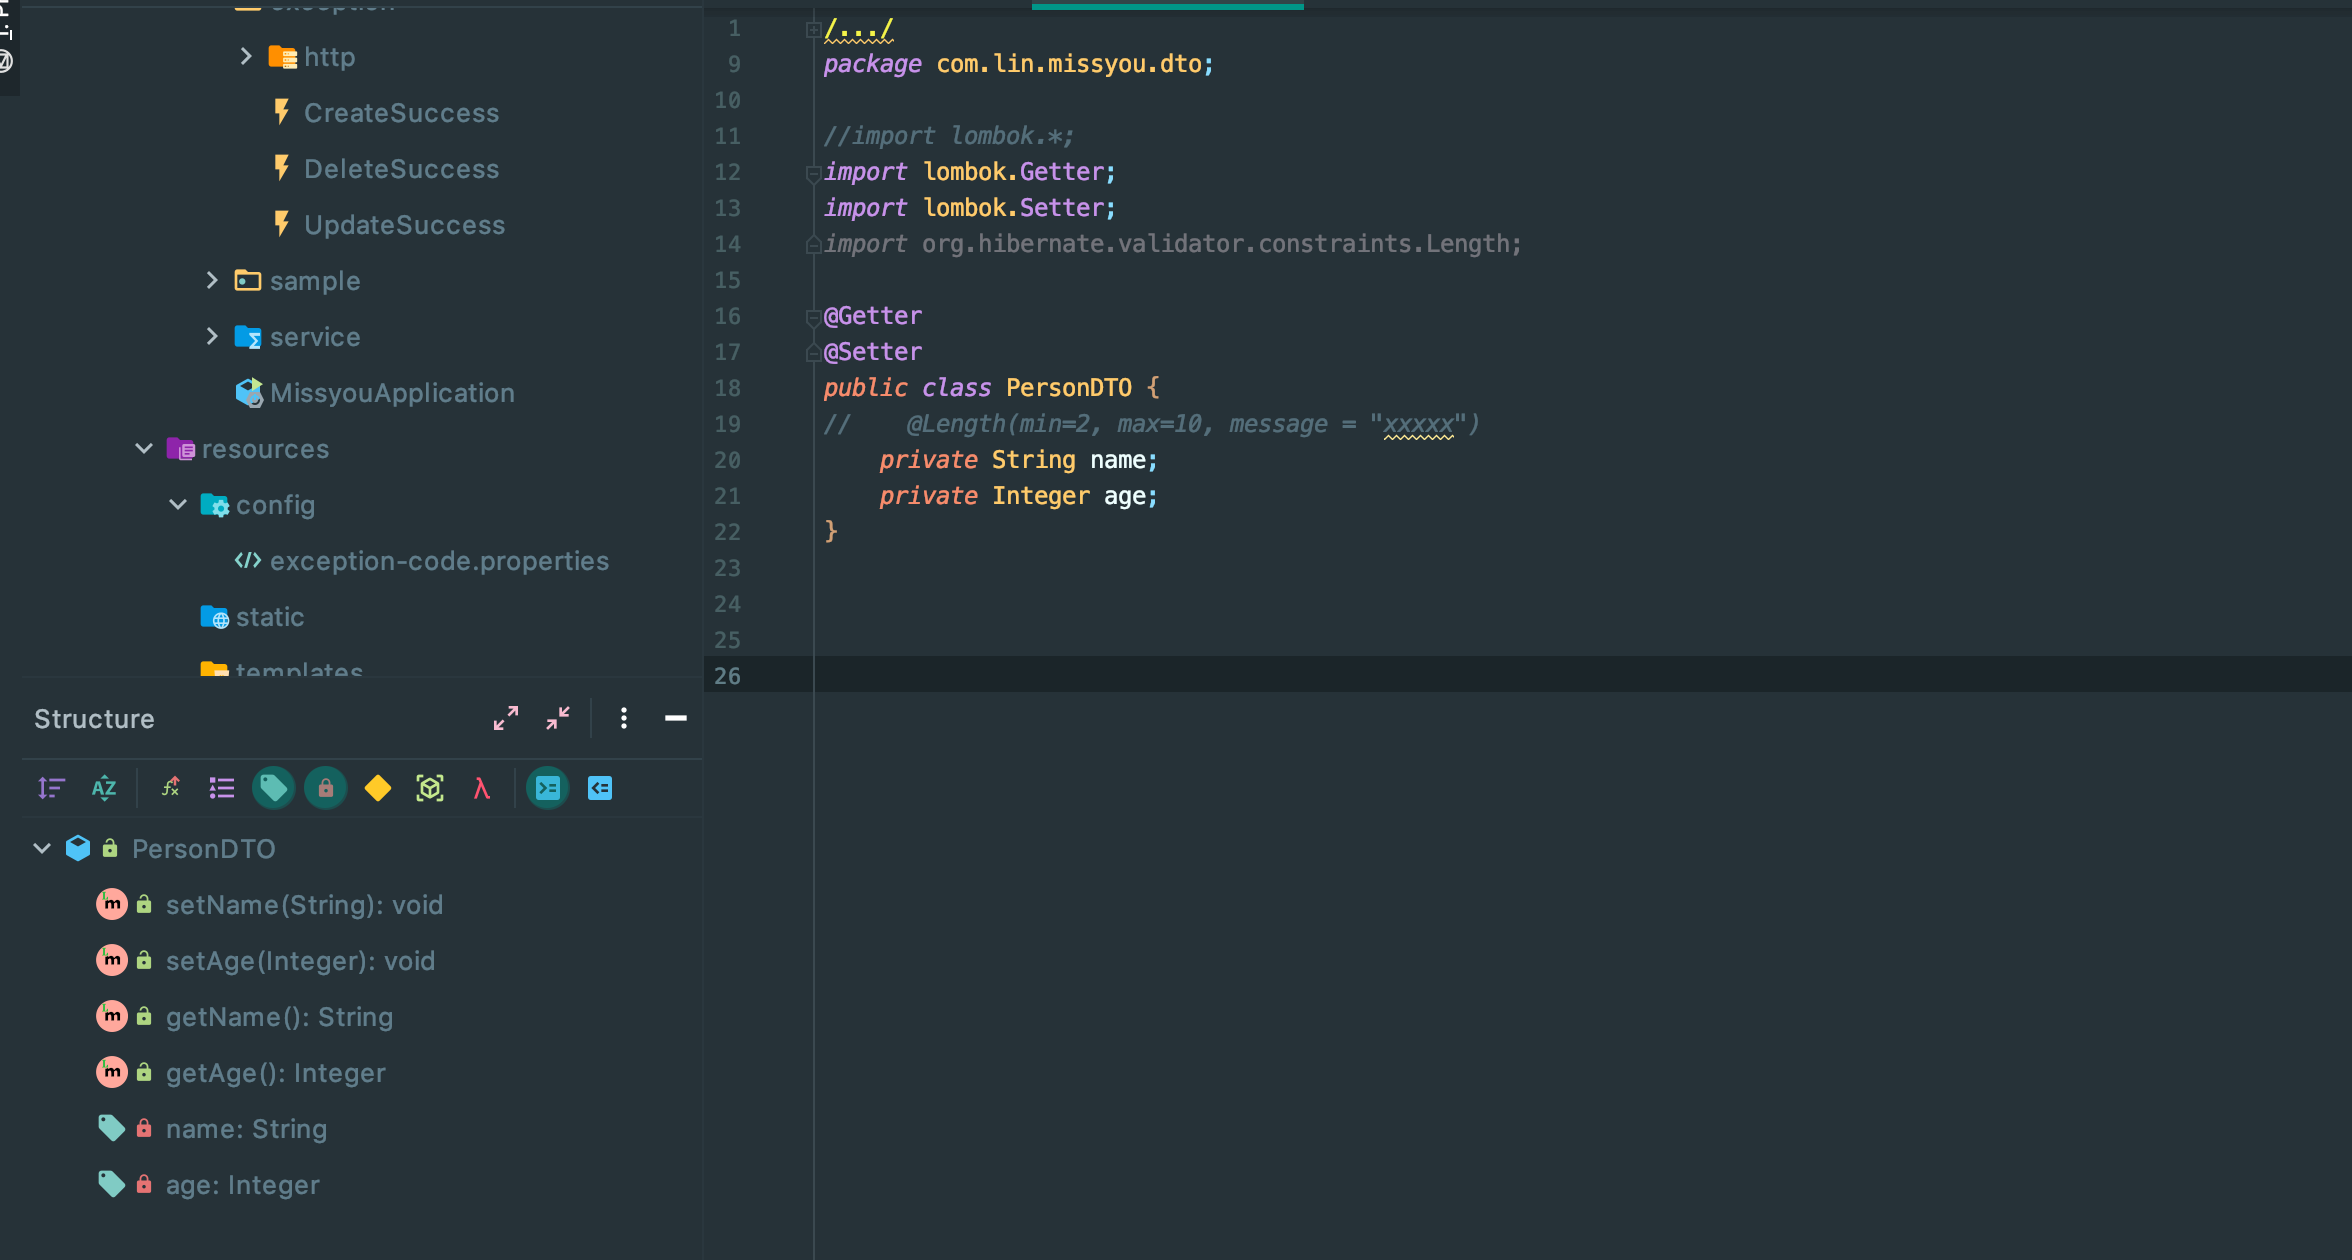 exception
http
CreateSuccess
DeleteSuccess
UpdateSuccess
sample
service
MissyouApplication
resources
config
exception-code.properties
static
templates
Structure
PersonDTO
setName(String): void
setAge(Integer): void
getName(): String
getAge(): Integer
name: String
age: Integer
1 /.../
9 package com.lin.missyou.dto;
10
11 //import lombok.*;
12 import lombok.Getter;
13 import lombok.Setter;
14 import org.hibernate.validator.constraints.Length;
15
16 @Getter
17 @Setter
18 public class PersonDTO {
19 //    @Length(min=2, max=10, message = "xxxxx")
20     private String name;
21     private Integer age;
22 }
23
24
25
26